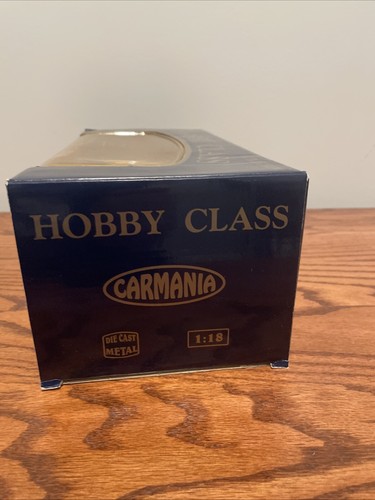 HOBBY CLASS
CARMANIA
DIE CAST
METAL
1:18